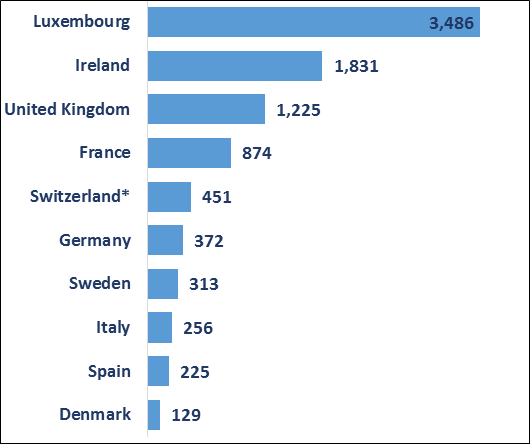 Luxembourg 3,486
Ireland 1,831
United Kingdom 1,225
France 874
Switzerland* 451
Germany 372
Sweden 313
Italy 256
Spain 225
Denmark 129